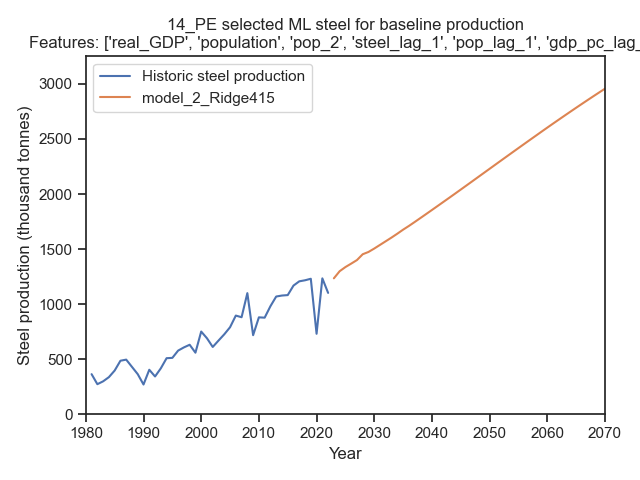 14_PE selected ML steel for baseline production
Features: ['real_GDP', 'population', 'pop_2', 'steel_lag_1', 'pop_lag_1', 'gdp_pc_lag_
Historic steel production
model_2_Ridge415
Steel production (thousand tonnes)
3000
2500
2000
1500
1000
500
0
1980 1990 2000 2010 2020 2030 2040 2050 2060 2070
Year